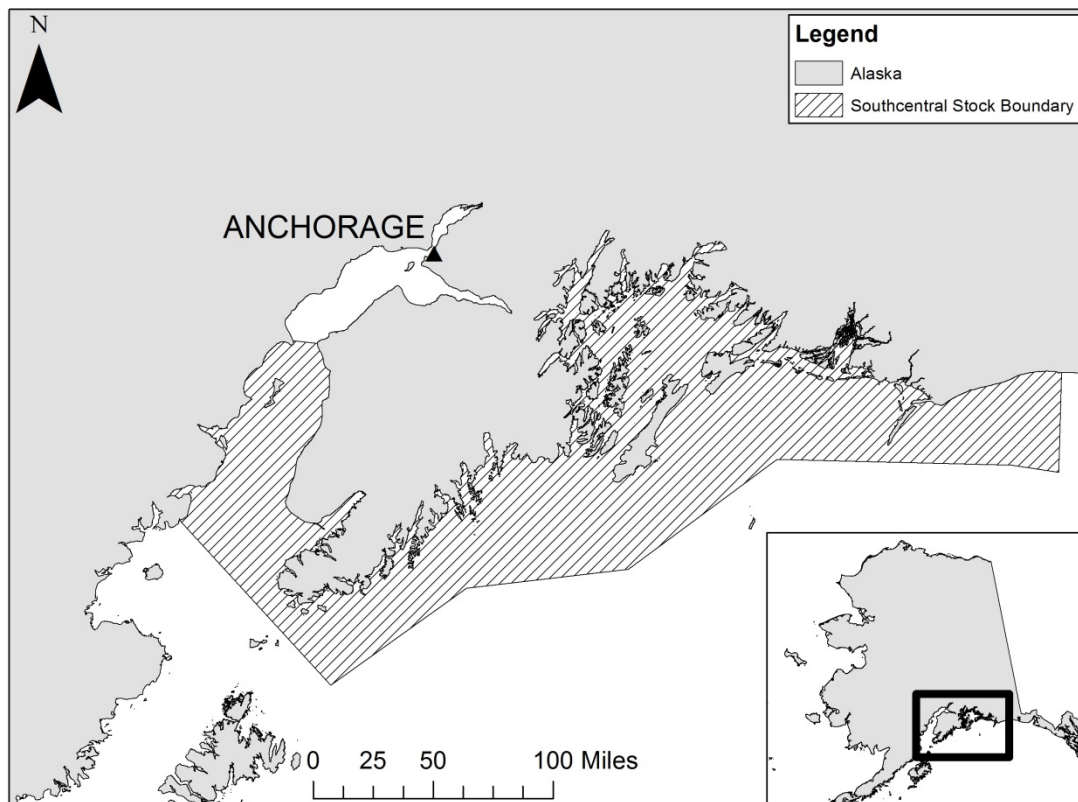 N
Legend
Alaska
Southcentral Stock Boundary
ANCHORAGE
0 25 50 100 Miles